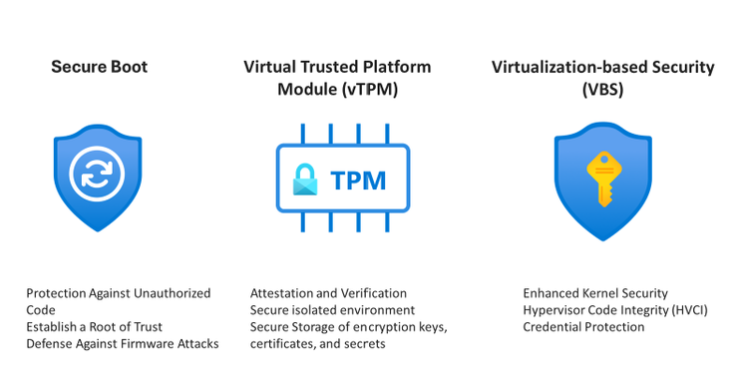 Secure Boot
Virtual Trusted Platform
Module (vTPM)
Virtualization-based Security
(VBS)
TPM
Protection Against Unauthorized
Code
Establish a Root of Trust
Defense Against Firmware Attacks
Attestation and Verification
Secure isolated environment
Secure Storage of encryption keys,
certificates, and secrets
Enhanced Kernel Security
Hypervisor Code Integrity (HVCI)
Credential Protection